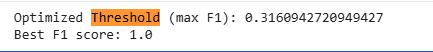 Optimized Threshold (max F1): 0.3160942720949427
Best F1 score: 1.0